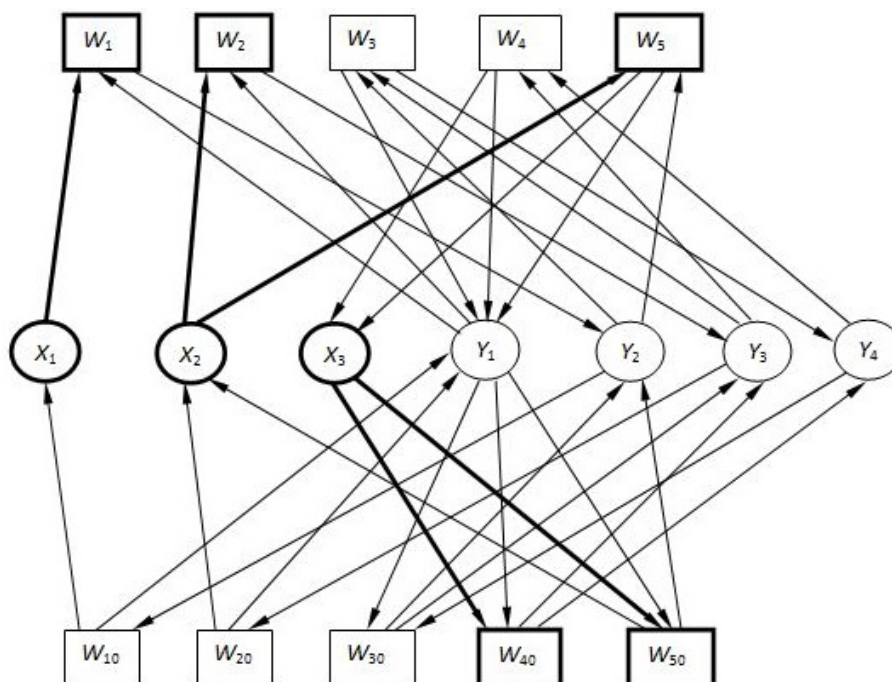 W₁ W₂ W₃ W₄ W₅
X₁ X₂ X₃ Y₁ Y₂ Y₃ Y₄
W₁₀ W₂₀ W₃₀ W₄₀ W₅₀